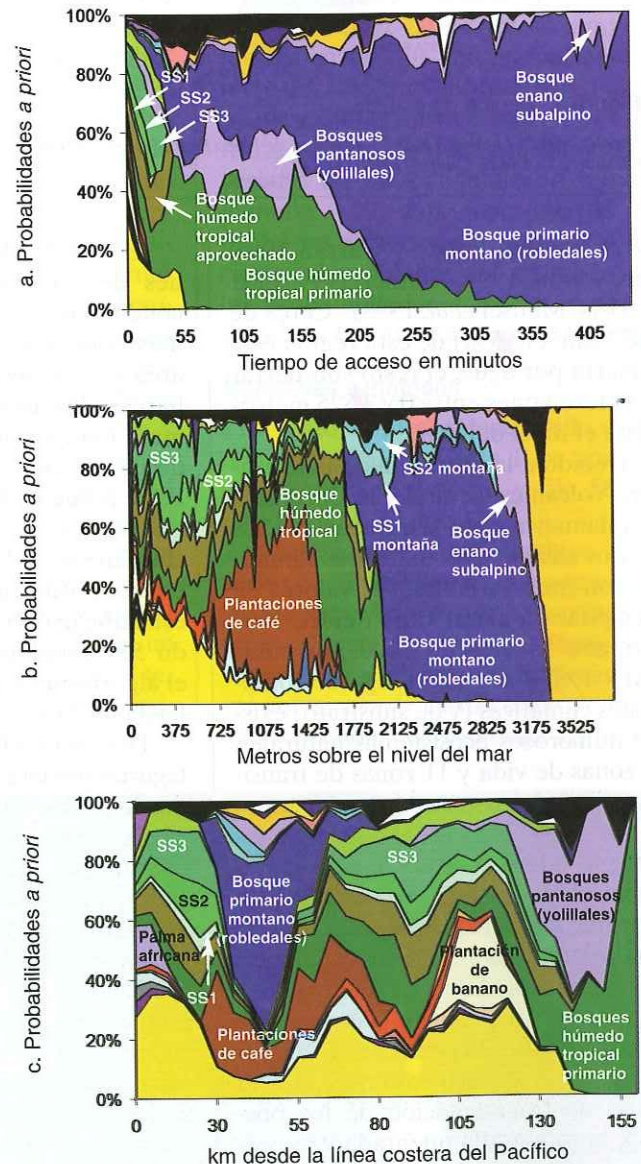 a. Probabilidades a priori
100%
80%
60%
40%
20%
0%
SS1
SS2
SS3
Bosque
húmedo
tropical
aprovechado
Bosques
pantanosos
(yolillales)
Bosque húmedo
tropical primario
Bosque
enano
subalpino
Bosque primario
montano (robledales)
5 55 105 155 205 255 305 355 405
Tiempo de acceso en minutos
b. Probabilidades a priori
100%
80%
60%
40%
20%
0%
SS3
SS2
Bosque
húmedo
tropical
Plantaciones
de café
SS2 montaña
SS1
montaña
Bosque
enano
subalpino
Bosque primario
montano
(robledales)
0 375 725 1075 1425 1775 2125 2475 2825 3175 3525
Metros sobre el nivel del mar
c. Probabilidades a priori
100%
80%
60%
40%
20%
0%
SS3
SS2
Palma
africana
SS1
Bosque
primario
montano
(robledales)
Plantaciones
de café
SS3
Plantación
de
banano
Bosques
pantanosos
(yolillales)
Bosques
húmedo
tropical
primario
0 30 55 80 105 130 155
km desde la línea costera del Pacífico